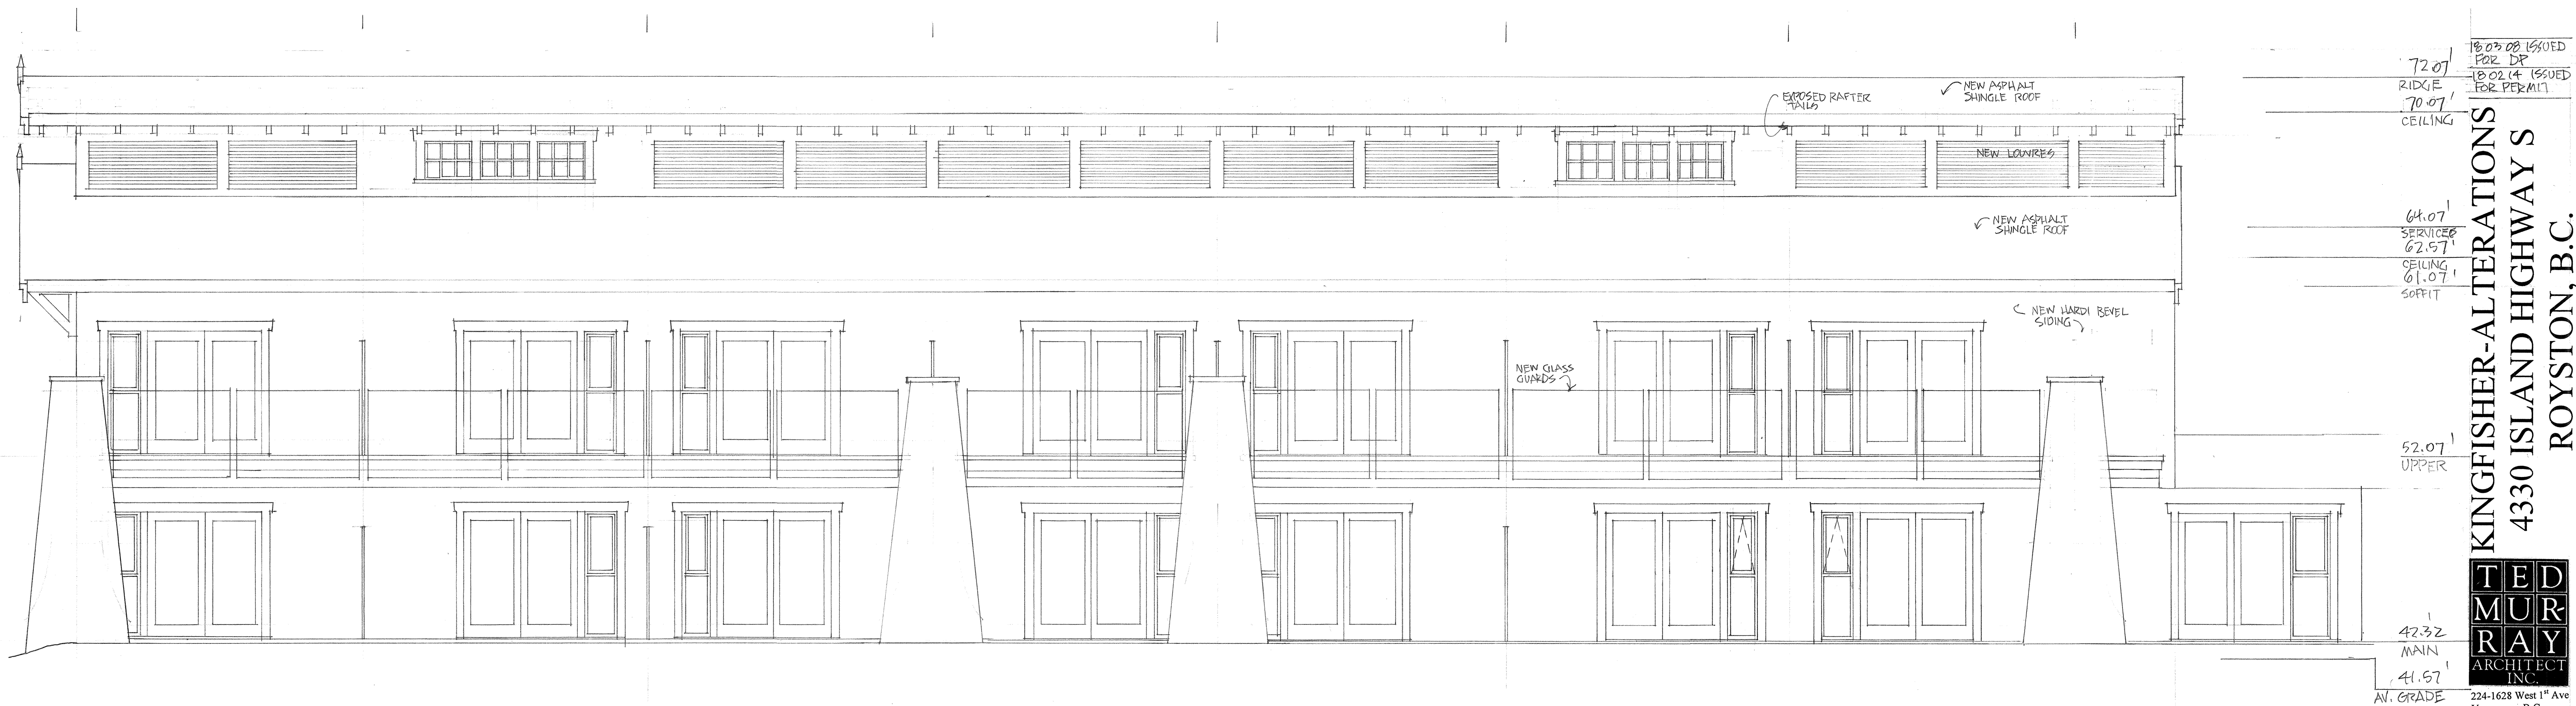 EXPOSED RAFTER
TAILS
NEW ASPHALT
SHINGLE ROOF
NEW LOUVRES
NEW ASPHALT
SHINGLE ROOF
NEW HARDI BEVEL
SIDING
NEW GLASS
GUARDS
72.07'
RIDGE
70.07'
CEILING
64.07'
SERVICES
62.57'
CEILING
61.07'
SOFFIT
52.07'
UPPER
42.32'
MAIN
41.57'
AV. GRADE
18 03 08 ISSUED
FOR DP
18 02 14 ISSUED
FOR PERMIT
KINGFISHER-ALTERATIONS
4330 ISLAND HIGHWAY S
ROYSTON, B.C.
TED
MUR-
RAY
ARCHITECT
INC.
224-1628 West 1st Ave